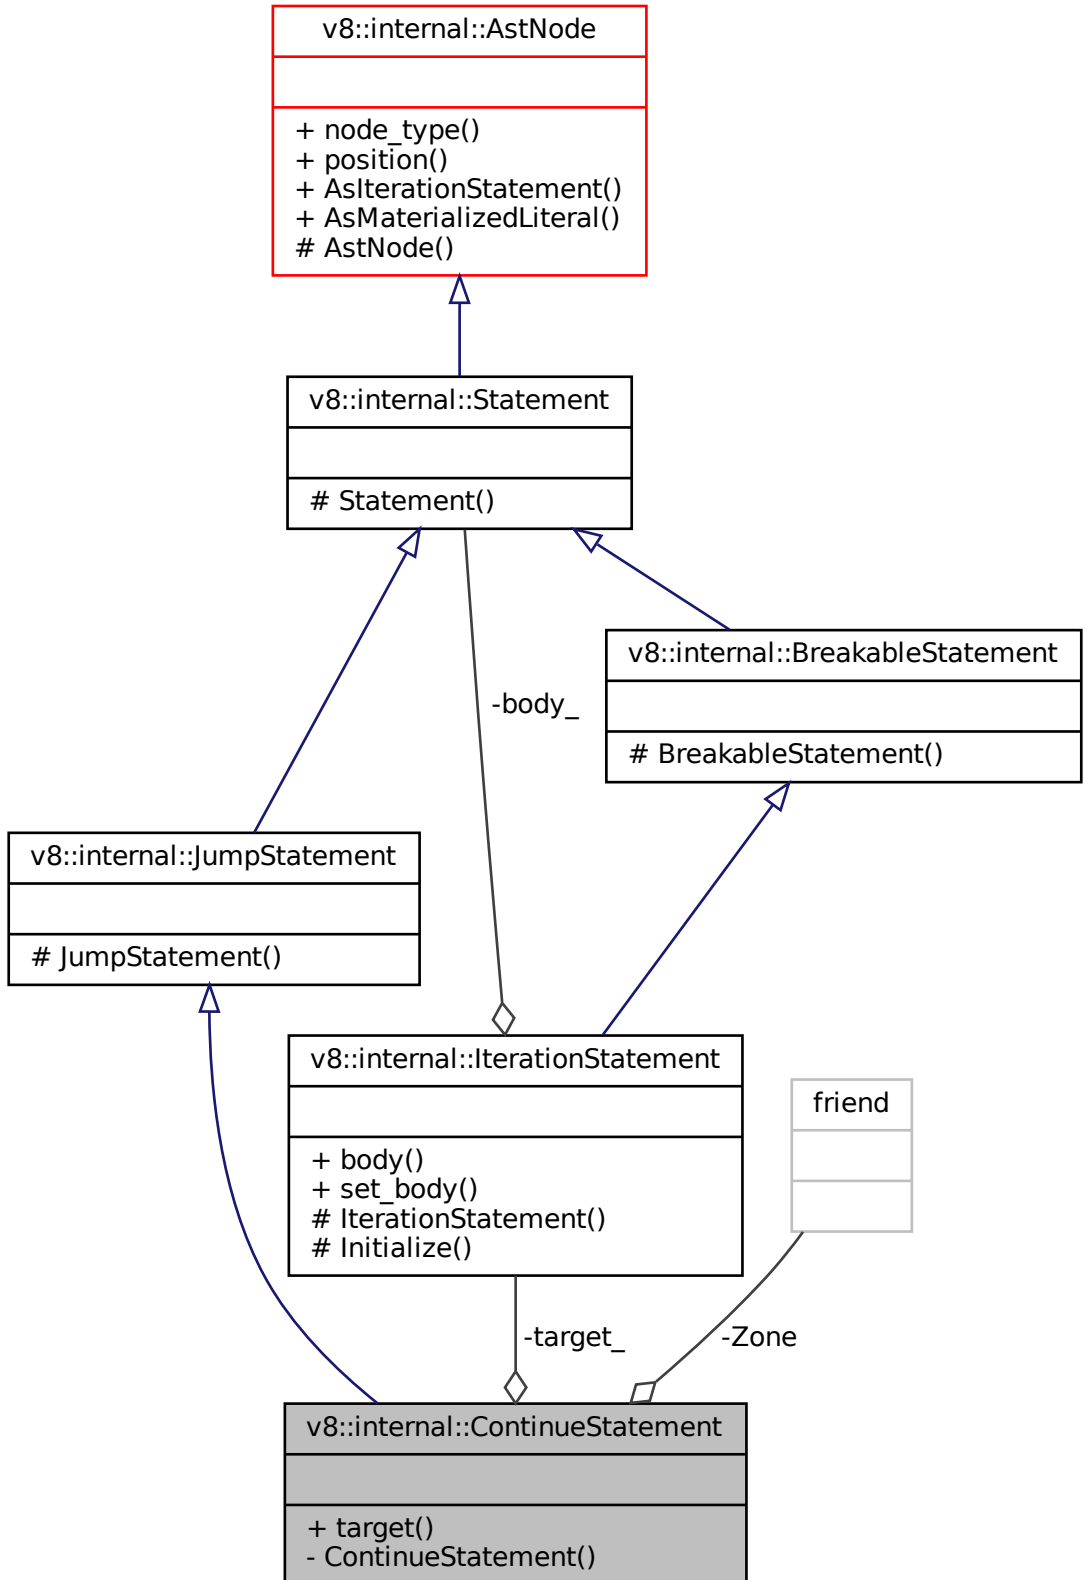 v8::internal::AstNode
+ node_type()
+ position()
+ AsIterationStatement()
+ AsMaterializedLiteral()
# AstNode()
v8::internal::Statement
# Statement()
v8::internal::BreakableStatement
# BreakableStatement()
-body_
v8::internal::JumpStatement
# JumpStatement()
v8::internal::IterationStatement
+ body()
+ set_body()
# IterationStatement()
# Initialize()
friend
-target_
-Zone
v8::internal::ContinueStatement
+ target()
- ContinueStatement()